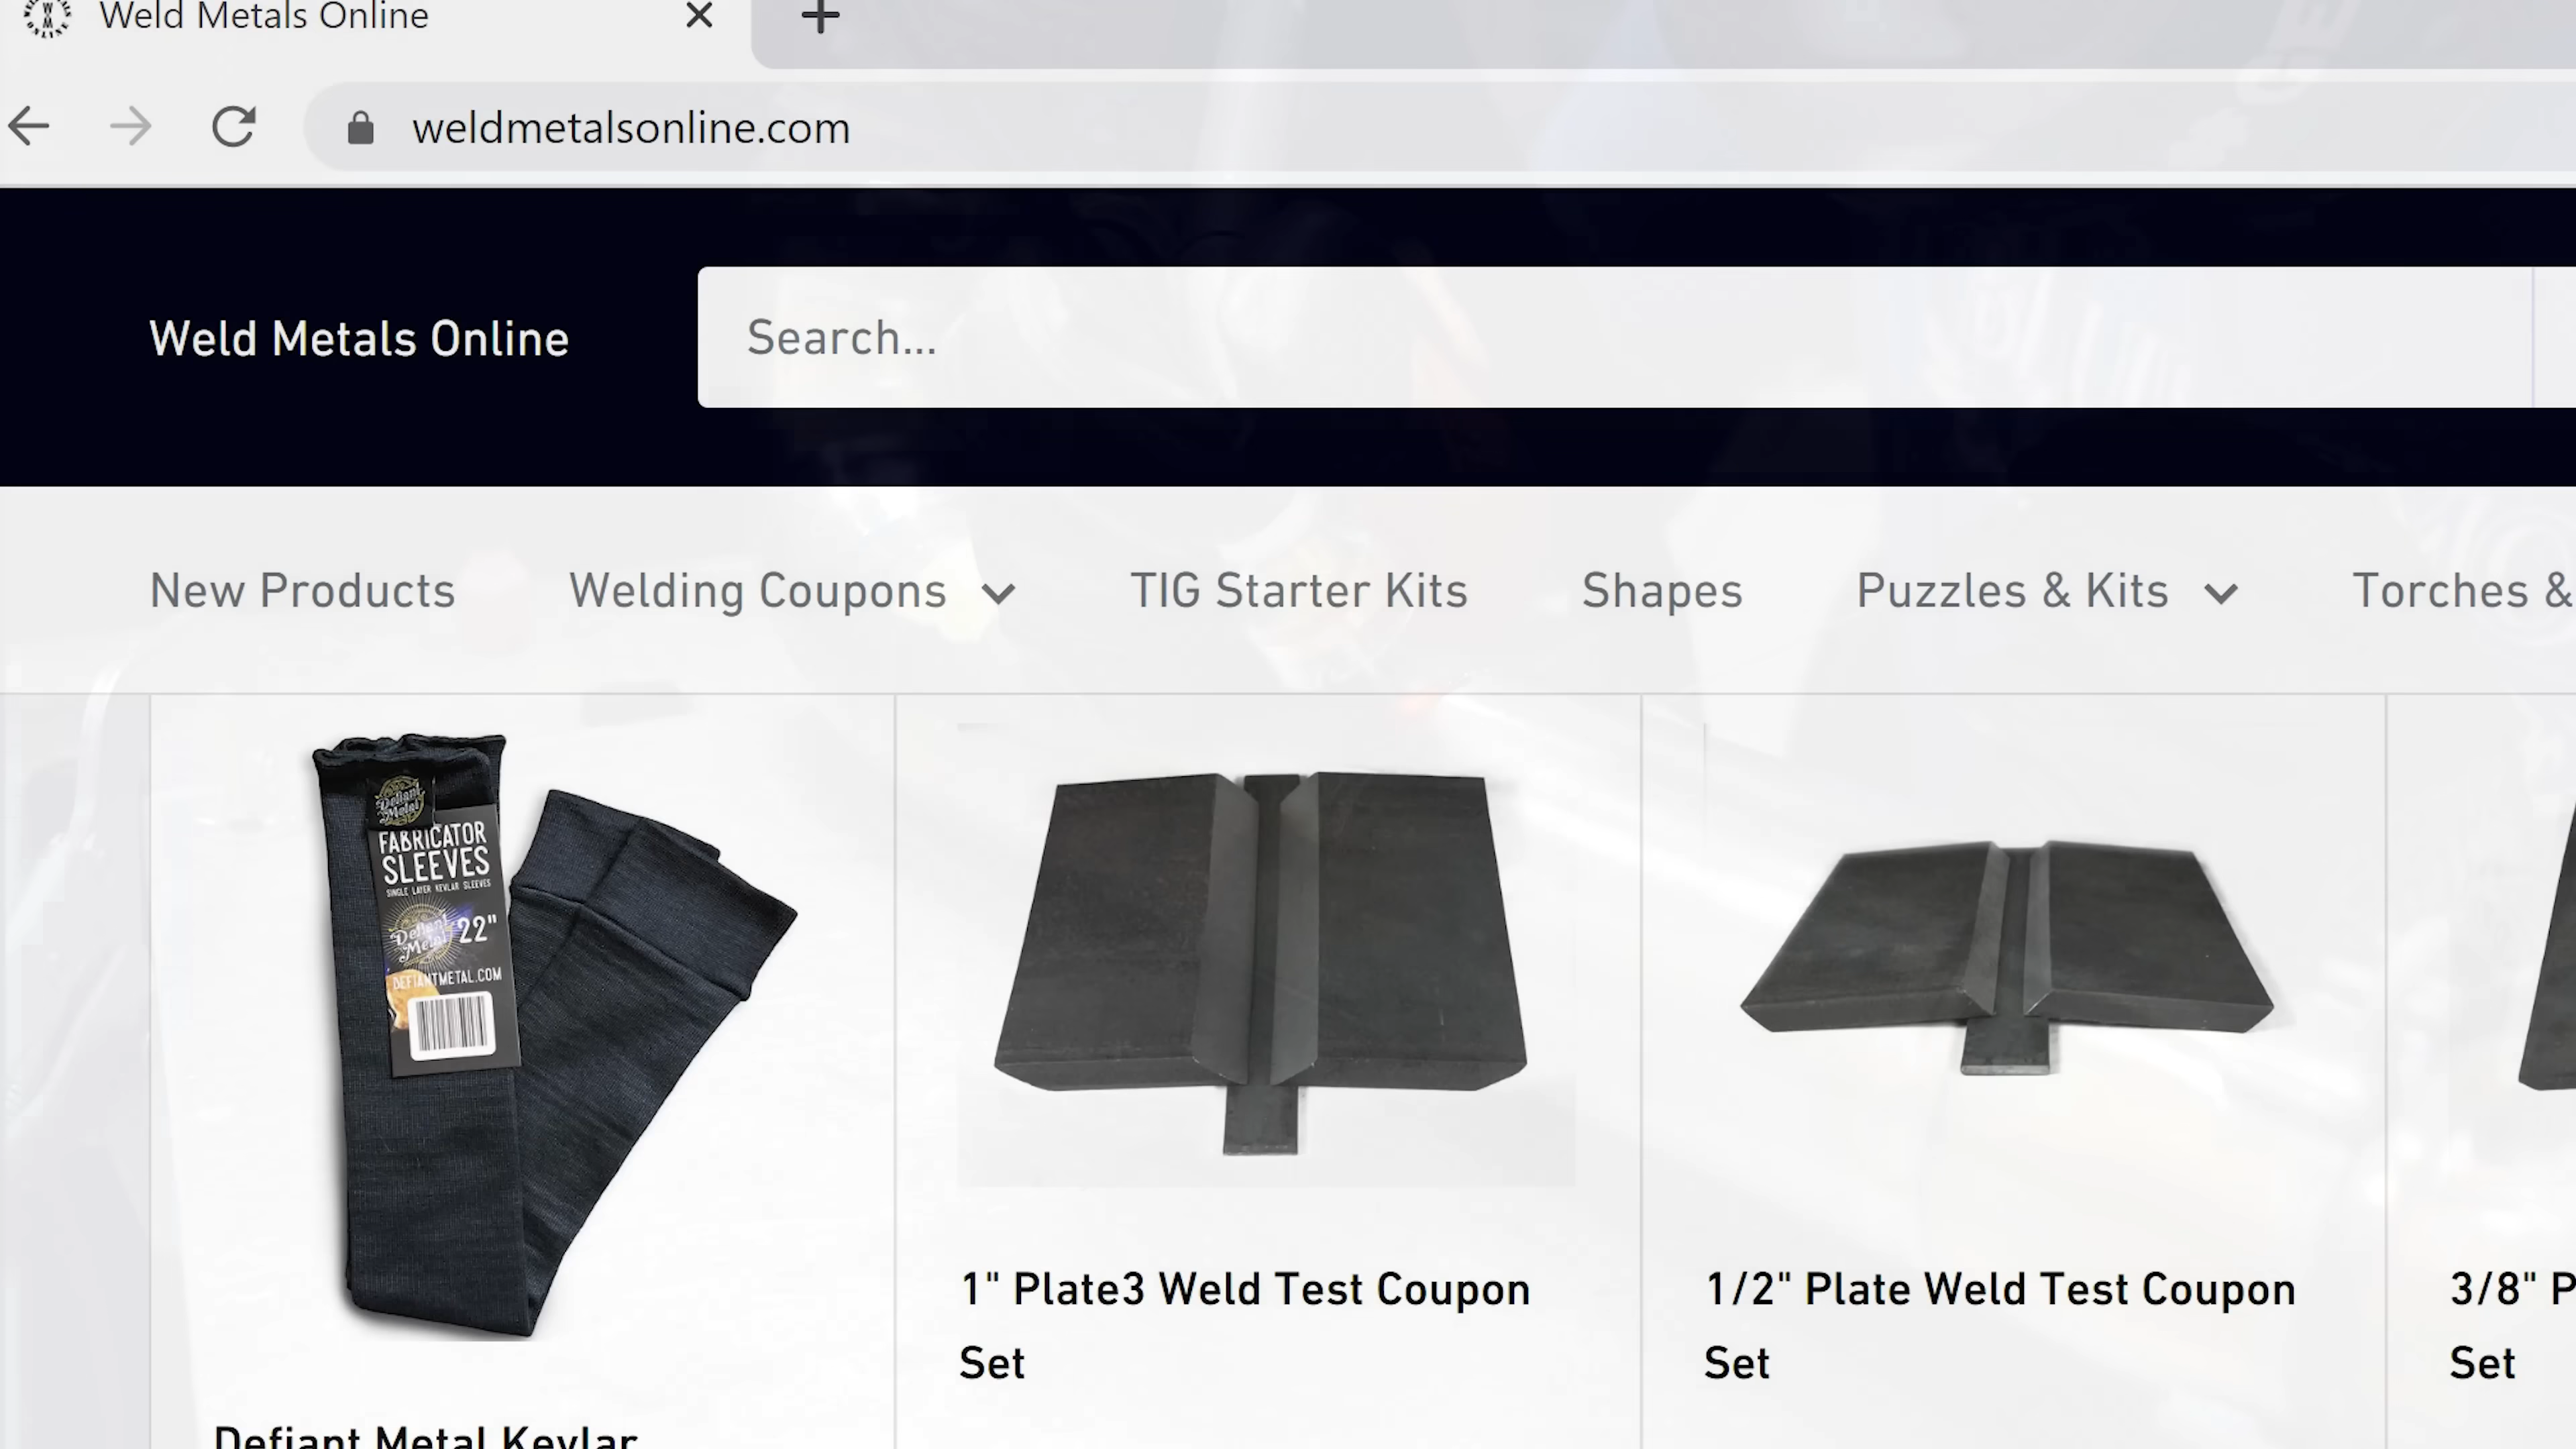 Weld Metals Online
weldmetalsonline.com
Weld Metals Online
Search...
New Products
Welding Coupons
TIG Starter Kits
Shapes
Puzzles & Kits
Torches &
Defiant
Metal
FABRICATOR
SLEEVES
SINGLE LAYER KEVLAR SLEEVES
Defiant
Metal
22"
DEFIANTMETAL.COM
Defiant Metal Kevlar
1" Plate3 Weld Test Coupon
Set
1/2" Plate Weld Test Coupon
Set
3/8" P
Set